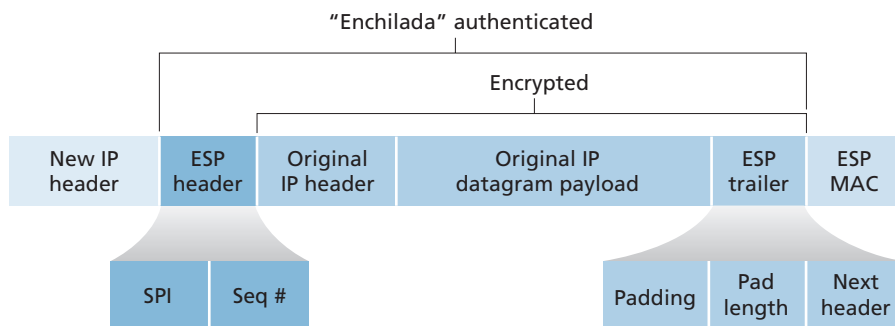 “Enchilada” authenticated
Encrypted
New IP
header
ESP
header
Original
IP header
Original IP
datagram payload
ESP
trailer
ESP
MAC
SPI
Seq #
Padding
Pad
length
Next
header